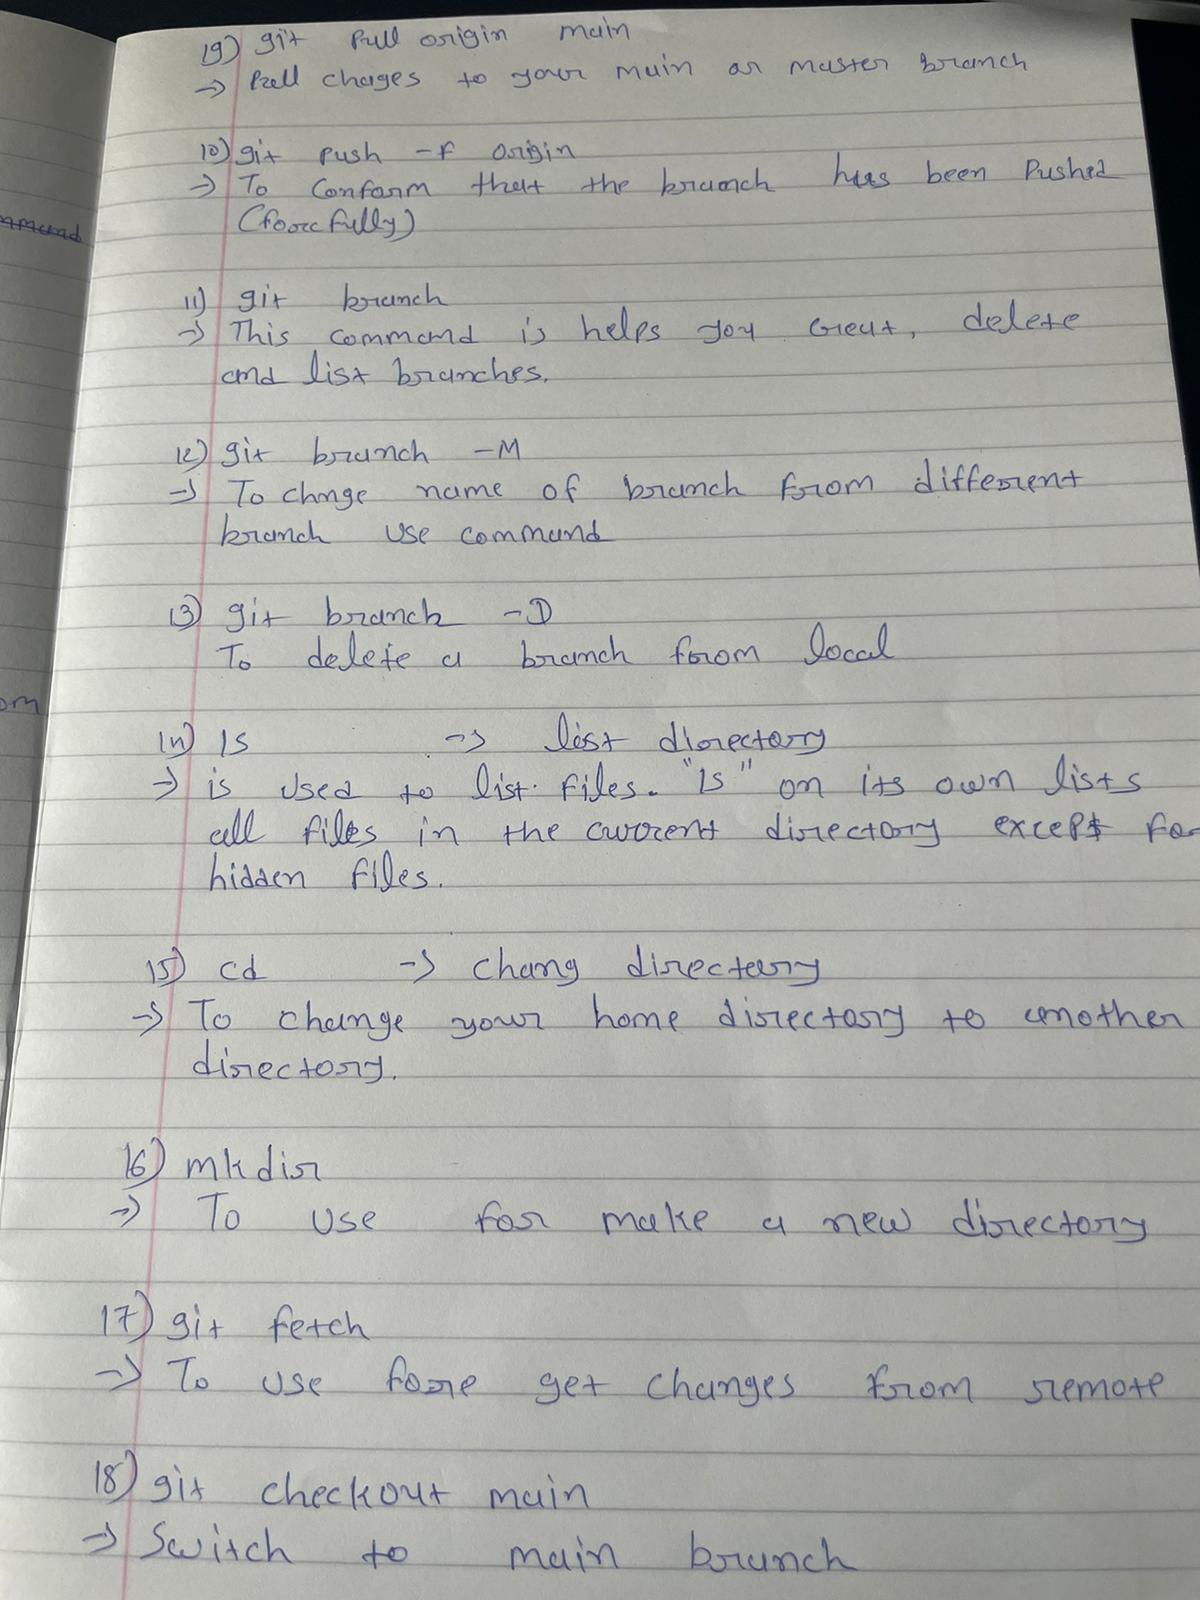 19) git Pull origin main
→ Pull chages to your main or master branch
10) git push -f origin
→ To Conform that the branch has been Pushed
(forcefully)
11) git branch
→ This command is helps you creat, delete
and list branches.
12) git branch -M
→ To chnge name of branch from different
branch use command
13) git branch -D
To delete a branch from local
14) ls → list directory
→ is used to list files. "ls" on its own lists
all files in the current directory except for
hidden files.
15) cd → chang directory
→ To change your home directory to another
directory.
16) mkdir
→ To use for make a new directory
17) git fetch
→ To use fore get changes from remote
18) git checkout main
→ Switch to main branch